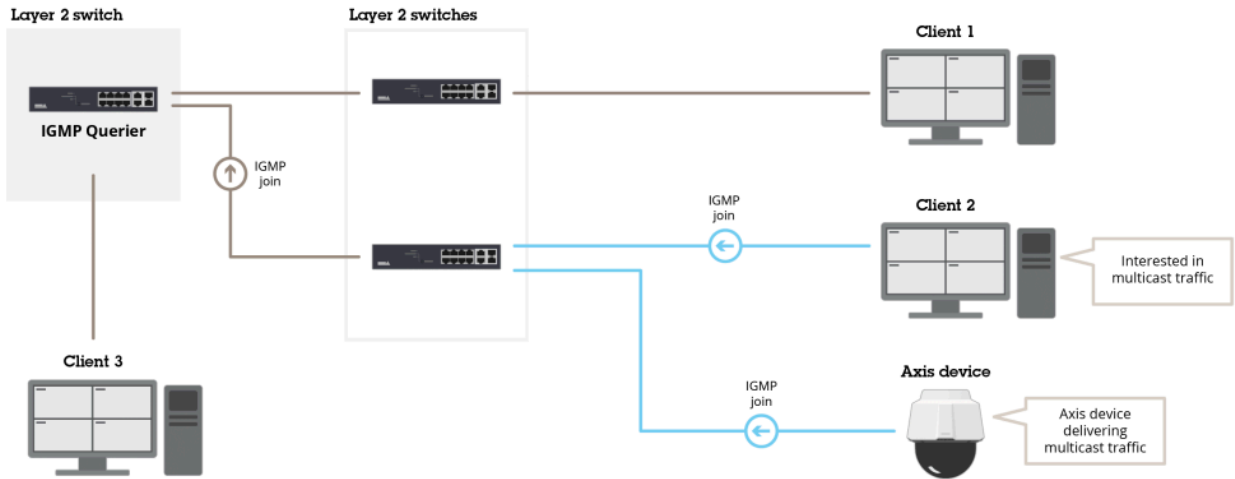 Layer 2 switch
Layer 2 switches
Client 1
IGMP Querier
IGMP
join
IGMP
join
Client 2
Interested in
multicast traffic
Client 3
Axis device
IGMP
join
Axis device
delivering
multicast traffic